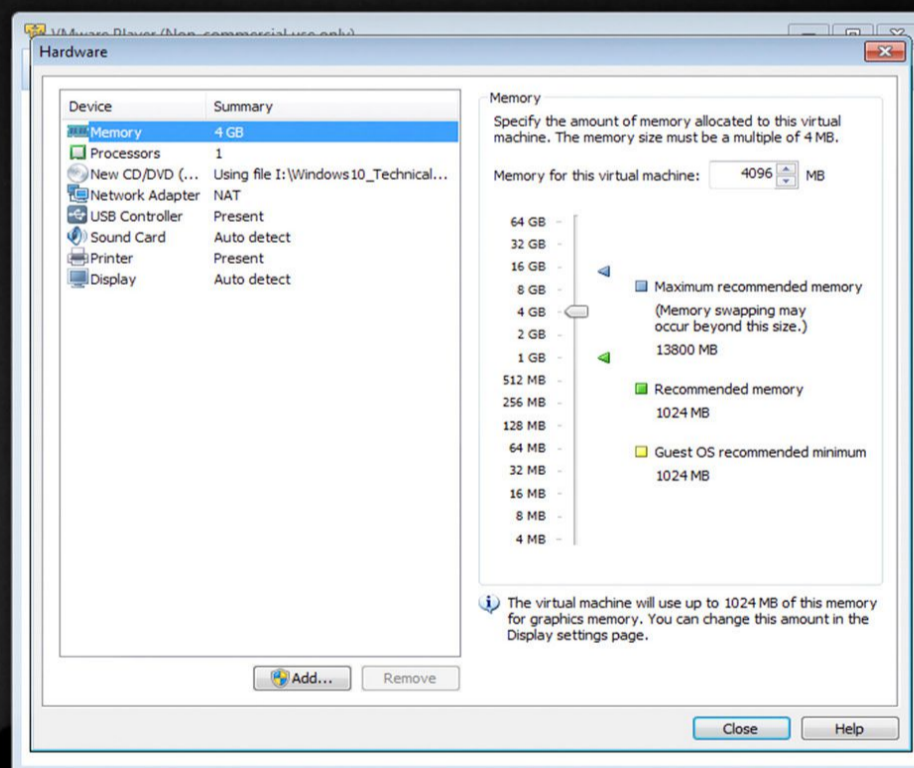 VMware Player (Non-commercial use only)
Hardware
Device Summary
Memory 4 GB
Processors 1
New CD/DVD (... Using file I:\Windows10_Technical...
Network Adapter NAT
USB Controller Present
Sound Card Auto detect
Printer Present
Display Auto detect
Add...
Remove
Memory
Specify the amount of memory allocated to this virtual
machine. The memory size must be a multiple of 4 MB.
Memory for this virtual machine: 4096 MB
64 GB
32 GB
16 GB
8 GB
4 GB
2 GB
1 GB
512 MB
256 MB
128 MB
64 MB
32 MB
16 MB
8 MB
4 MB
Maximum recommended memory
(Memory swapping may
occur beyond this size.)
13800 MB
Recommended memory
1024 MB
Guest OS recommended minimum
1024 MB
The virtual machine will use up to 1024 MB of this memory
for graphics memory. You can change this amount in the
Display settings page.
Close
Help